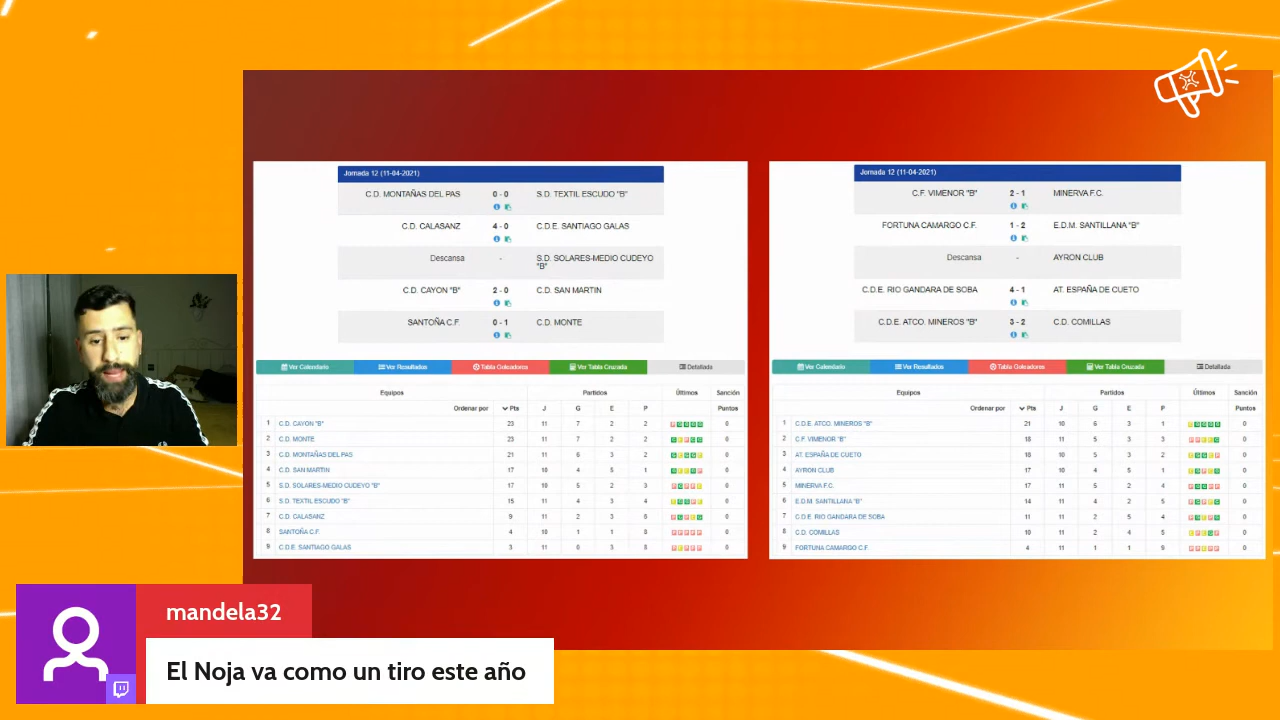 Jornada 12 (11-04-2021)
C.D. MONTAÑAS DEL PAS 0 - 0 S.D. TEXTIL ESCUDO "B"
C.D. CALASANZ 4 - 0 C.D.E. SANTIAGO GALAS
Descansa - S.D. SOLARES-MEDIO CUDEYO
"B"
C.D. CAYON "B" 2 - 0 C.D. SAN MARTIN
SANTOÑA C.F. 0 - 1 C.D. MONTE
Ver Calendario Ver Resultados Tabla Goleadores Ver Tabla Cruzada Detallada
Equipos Partidos Últimos Sanción
Ordenar por Pts J G E P Puntos
1 C.D. CAYON "B" 23 11 7 2 2 0
2 C.D. MONTE 23 11 7 2 2 0
3 C.D. MONTAÑAS DEL PAS 21 11 6 3 2 0
4 C.D. SAN MARTIN 17 10 4 5 1 0
5 S.D. SOLARES-MEDIO CUDEYO "B" 17 10 5 2 3 0
6 S.D. TEXTIL ESCUDO "B" 15 11 4 3 4 0
7 C.D. CALASANZ 9 11 2 3 6 0
8 SANTOÑA C.F. 4 10 1 1 8 0
9 C.D.E. SANTIAGO GALAS 3 11 0 3 8 0
Jornada 12 (11-04-2021)
C.F. VIMENOR "B" 2 - 1 MINERVA F.C.
FORTUNA CAMARGO C.F. 1 - 2 E.D.M. SANTILLANA "B"
Descansa - AYRON CLUB
C.D.E. RIO GANDARA DE SOBA 4 - 1 AT. ESPAÑA DE CUETO
C.D.E. ATCO. MINEROS "B" 3 - 2 C.D. COMILLAS
Ver Calendario Ver Resultados Tabla Goleadores Ver Tabla Cruzada Detallada
Equipos Partidos Últimos Sanción
Ordenar por Pts J G E P Puntos
1 C.D.E. ATCO. MINEROS "B" 21 10 6 3 1 0
2 C.F. VIMENOR "B" 18 11 5 3 3 0
3 AT. ESPAÑA DE CUETO 18 10 5 3 2 0
4 AYRON CLUB 17 10 4 5 1 0
5 MINERVA F.C. 17 11 5 2 4 0
6 E.D.M. SANTILLANA "B" 14 11 4 2 5 0
7 C.D.E. RIO GANDARA DE SOBA 11 11 2 5 4 0
8 C.D. COMILLAS 10 11 2 4 5 0
9 FORTUNA CAMARGO C.F. 4 11 1 1 9 0
mandela32
El Noja va como un tiro este año